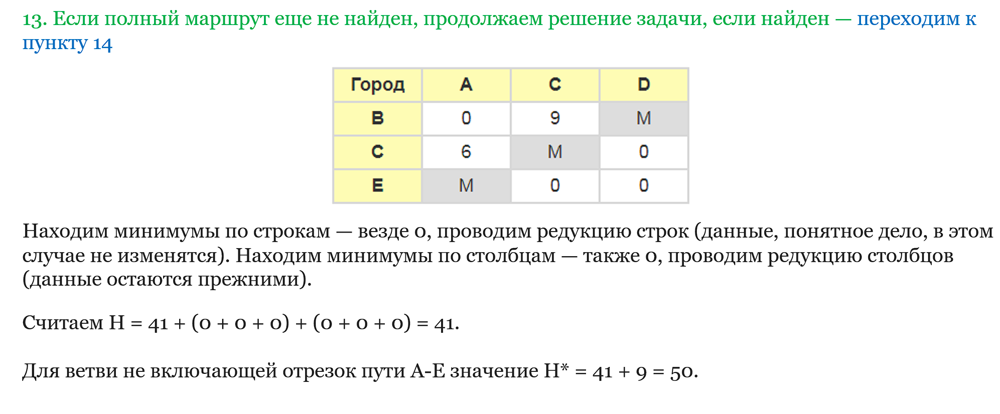 13. Если полный маршрут еще не найден, продолжаем решение задачи, если найден — переходим к
пункту 14
Город A C D
B 0 9 M
C 6 M 0
E M 0 0
Находим минимумы по строкам — везде 0, проводим редукцию строк (данные, понятное дело, в этом
случае не изменятся). Находим минимумы по столбцам — также 0, проводим редукцию столбцов
(данные остаются прежними).
Считаем H = 41 + (0 + 0 + 0) + (0 + 0 + 0) = 41.
Для ветви не включающей отрезок пути A-E значение H* = 41 + 9 = 50.